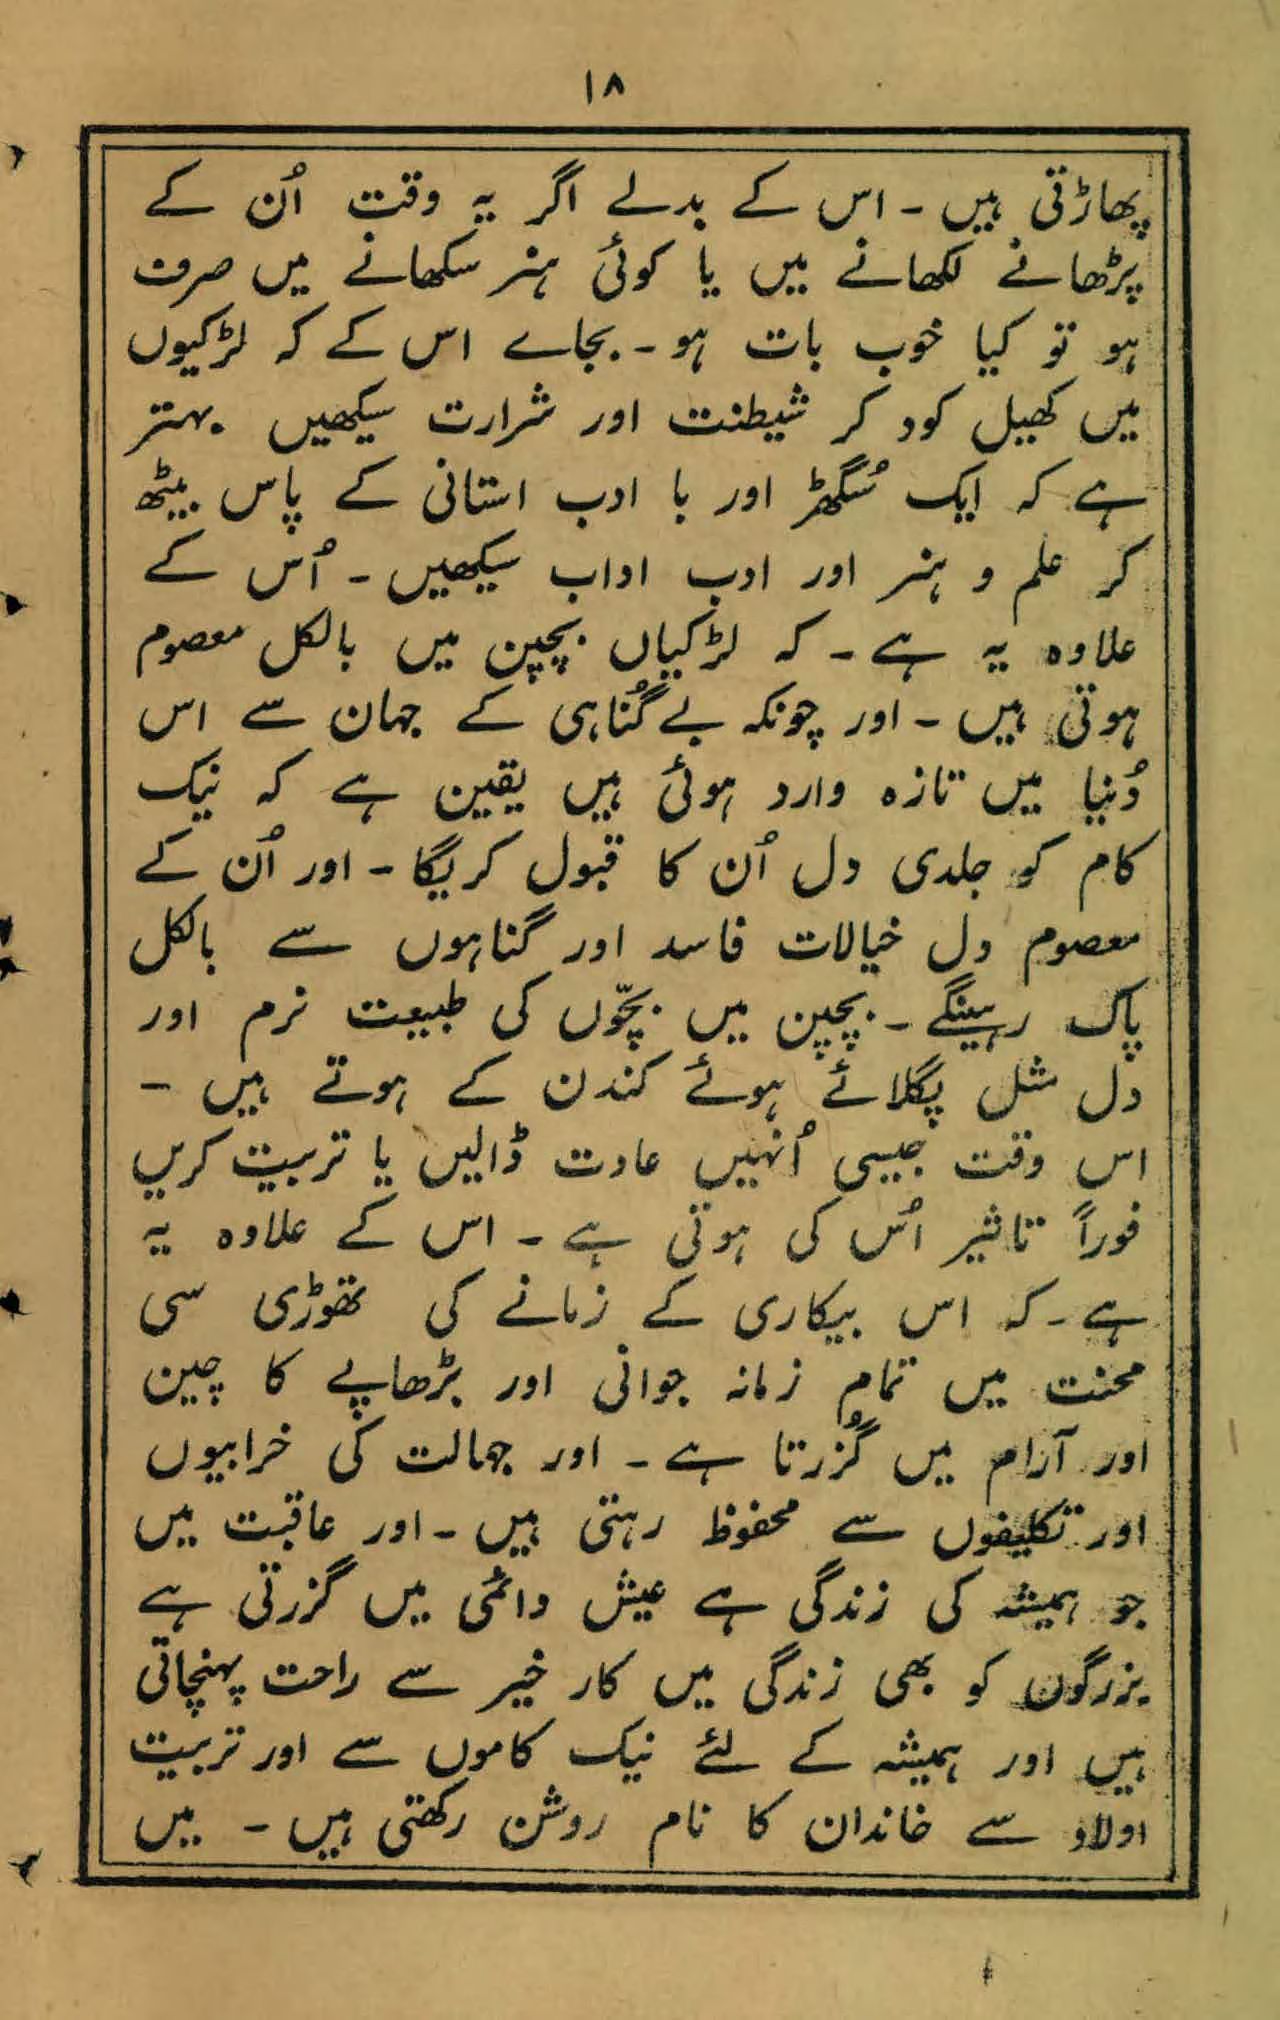 ۱۸
پھاڑتی ہیں ۔ اس کے بدلے اگر یہ وقت اُن کے
پڑھانے لکھانے میں یا کوئی ہنر سکھانے میں صرف
ہو تو کیا خوب بات ہو ۔ بجاے اس کے کہ لڑکیوں
میں کھیل کود کر شیطنت اور شرارت سیکھیں بہتر
ہے کہ ایک سُگھڑ اور با ادب استانی کے پاس بیٹھ
کر علم و ہنر اور ادب اداب سیکھیں ۔ اُس کے
علاوہ یہ ہے ۔ کہ لڑکیاں بچپن میں بالکل معصوم
ہوتی ہیں ۔ اور چونکہ بے گُناہی کے جہان سے اس
دُنیا میں تازہ وارد ہوئی ہیں یقین ہے کہ نیک
کام کو جلدی دل اُن کا قبول کریگا ۔ اور اُن کے
معصوم دل خیالات فاسد اور گناہوں سے بالکل
پاک رہینگے ۔ بچپن میں بچّوں کی طبیعت نرم اور
دل مثل پگلائے ہوئے کندن کے ہوتے ہیں ۔
اس وقت جیسی اُنہیں عادت ڈالیں یا تربیت کریں
فوراً تاثیر اُس کی ہوتی ہے ۔ اس کے علاوہ یہ
ہے ۔ کہ اس بیکاری کے زمانے کی تھوڑی سی
محنت میں تمام زمانہ جوانی اور بڑھاپے کا چین
اور آرام میں گُزرتا ہے ۔ اور جہالت کی خرابیوں
اور تکلیفوں سے محفوظ رہتی ہیں ۔ اور عاقبت میں
جو ہمیشہ کی زندگی ہے عیش دائمی میں گزرتی ہے
بزرگوں کو بھی زندگی میں کار خیر سے راحت پہنچاتی
ہیں اور ہمیشہ کے لئے نیک کاموں سے اور تربیت
اولاد سے خاندان کا نام روشن رکھتی ہیں ۔ میں